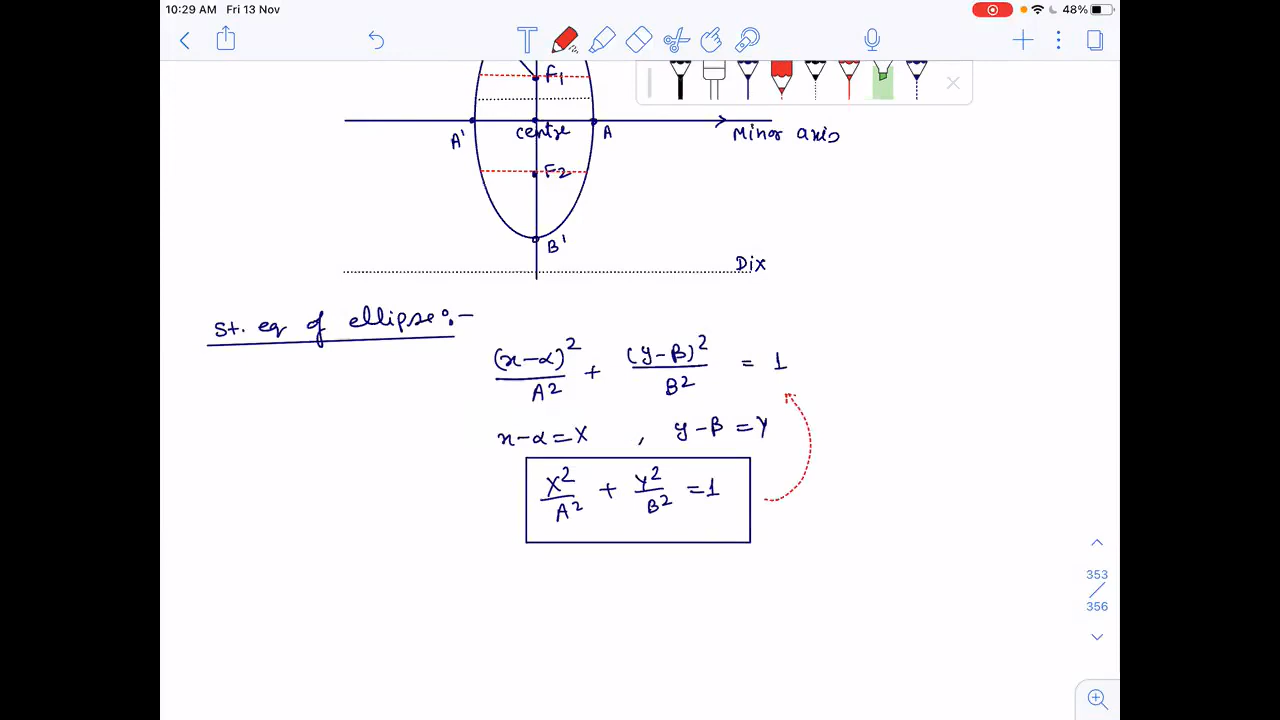 10:29 AM Fri 13 Nov
48%
T
F1
A' centre A
Minor axis
F2
B'
Dix
St. eq of ellipse:-
(x-α)²/A² + (y-β)²/B² = 1
x-α=X , y-β=Y
X²/A² + Y²/B² =1
353
356